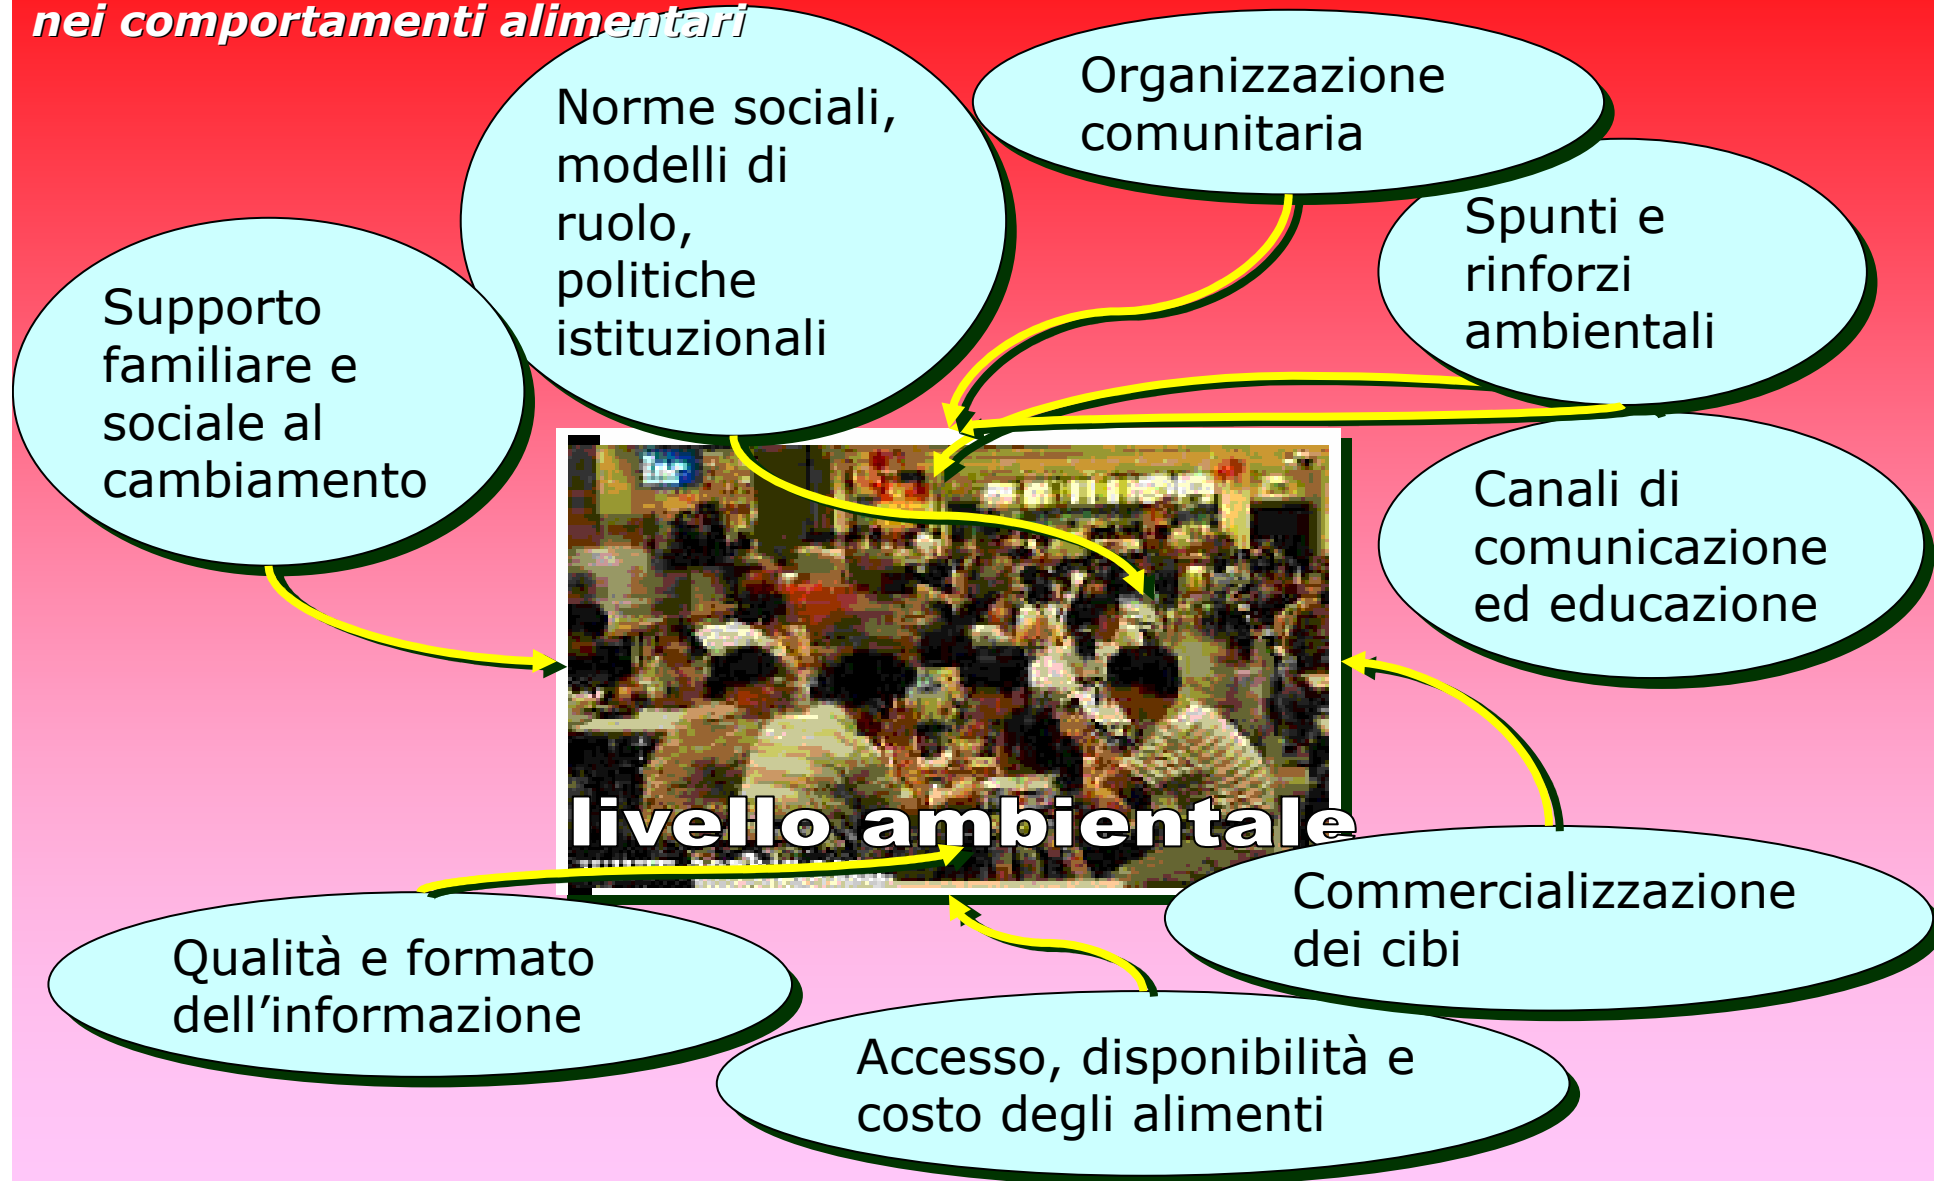 nei comportamenti alimentari
Norme sociali,
modelli di
ruolo,
politiche
istituzionali
Organizzazione
comunitaria
Spunti e
rinforzi
ambientali
Supporto
familiare e
sociale al
cambiamento
Canali di
comunicazione
ed educazione
livello ambientale
Commercializzazione
dei cibi
Qualità e formato
dell’informazione
Accesso, disponibilità e
costo degli alimenti